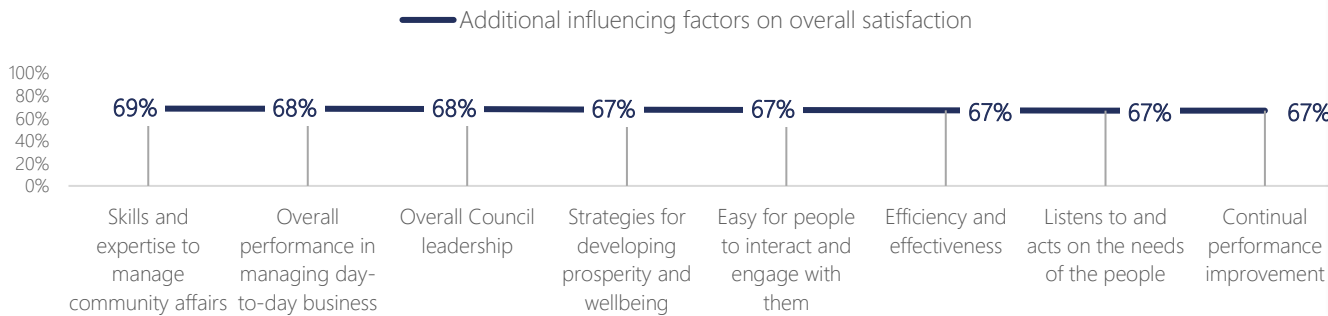 Additional influencing factors on overall satisfaction
100%
80%
60%
40%
20%
0%
69%
68%
68%
67%
67%
67%
67%
67%
Skills and
expertise to
manage
community affairs
Overall
performance in
managing day-
to-day business
Overall Council
leadership
Strategies for
developing
prosperity and
wellbeing
Easy for people
to interact and
engage with
them
Efficiency and
effectiveness
Listens to and
acts on the needs
of the people
Continual
performance
improvement